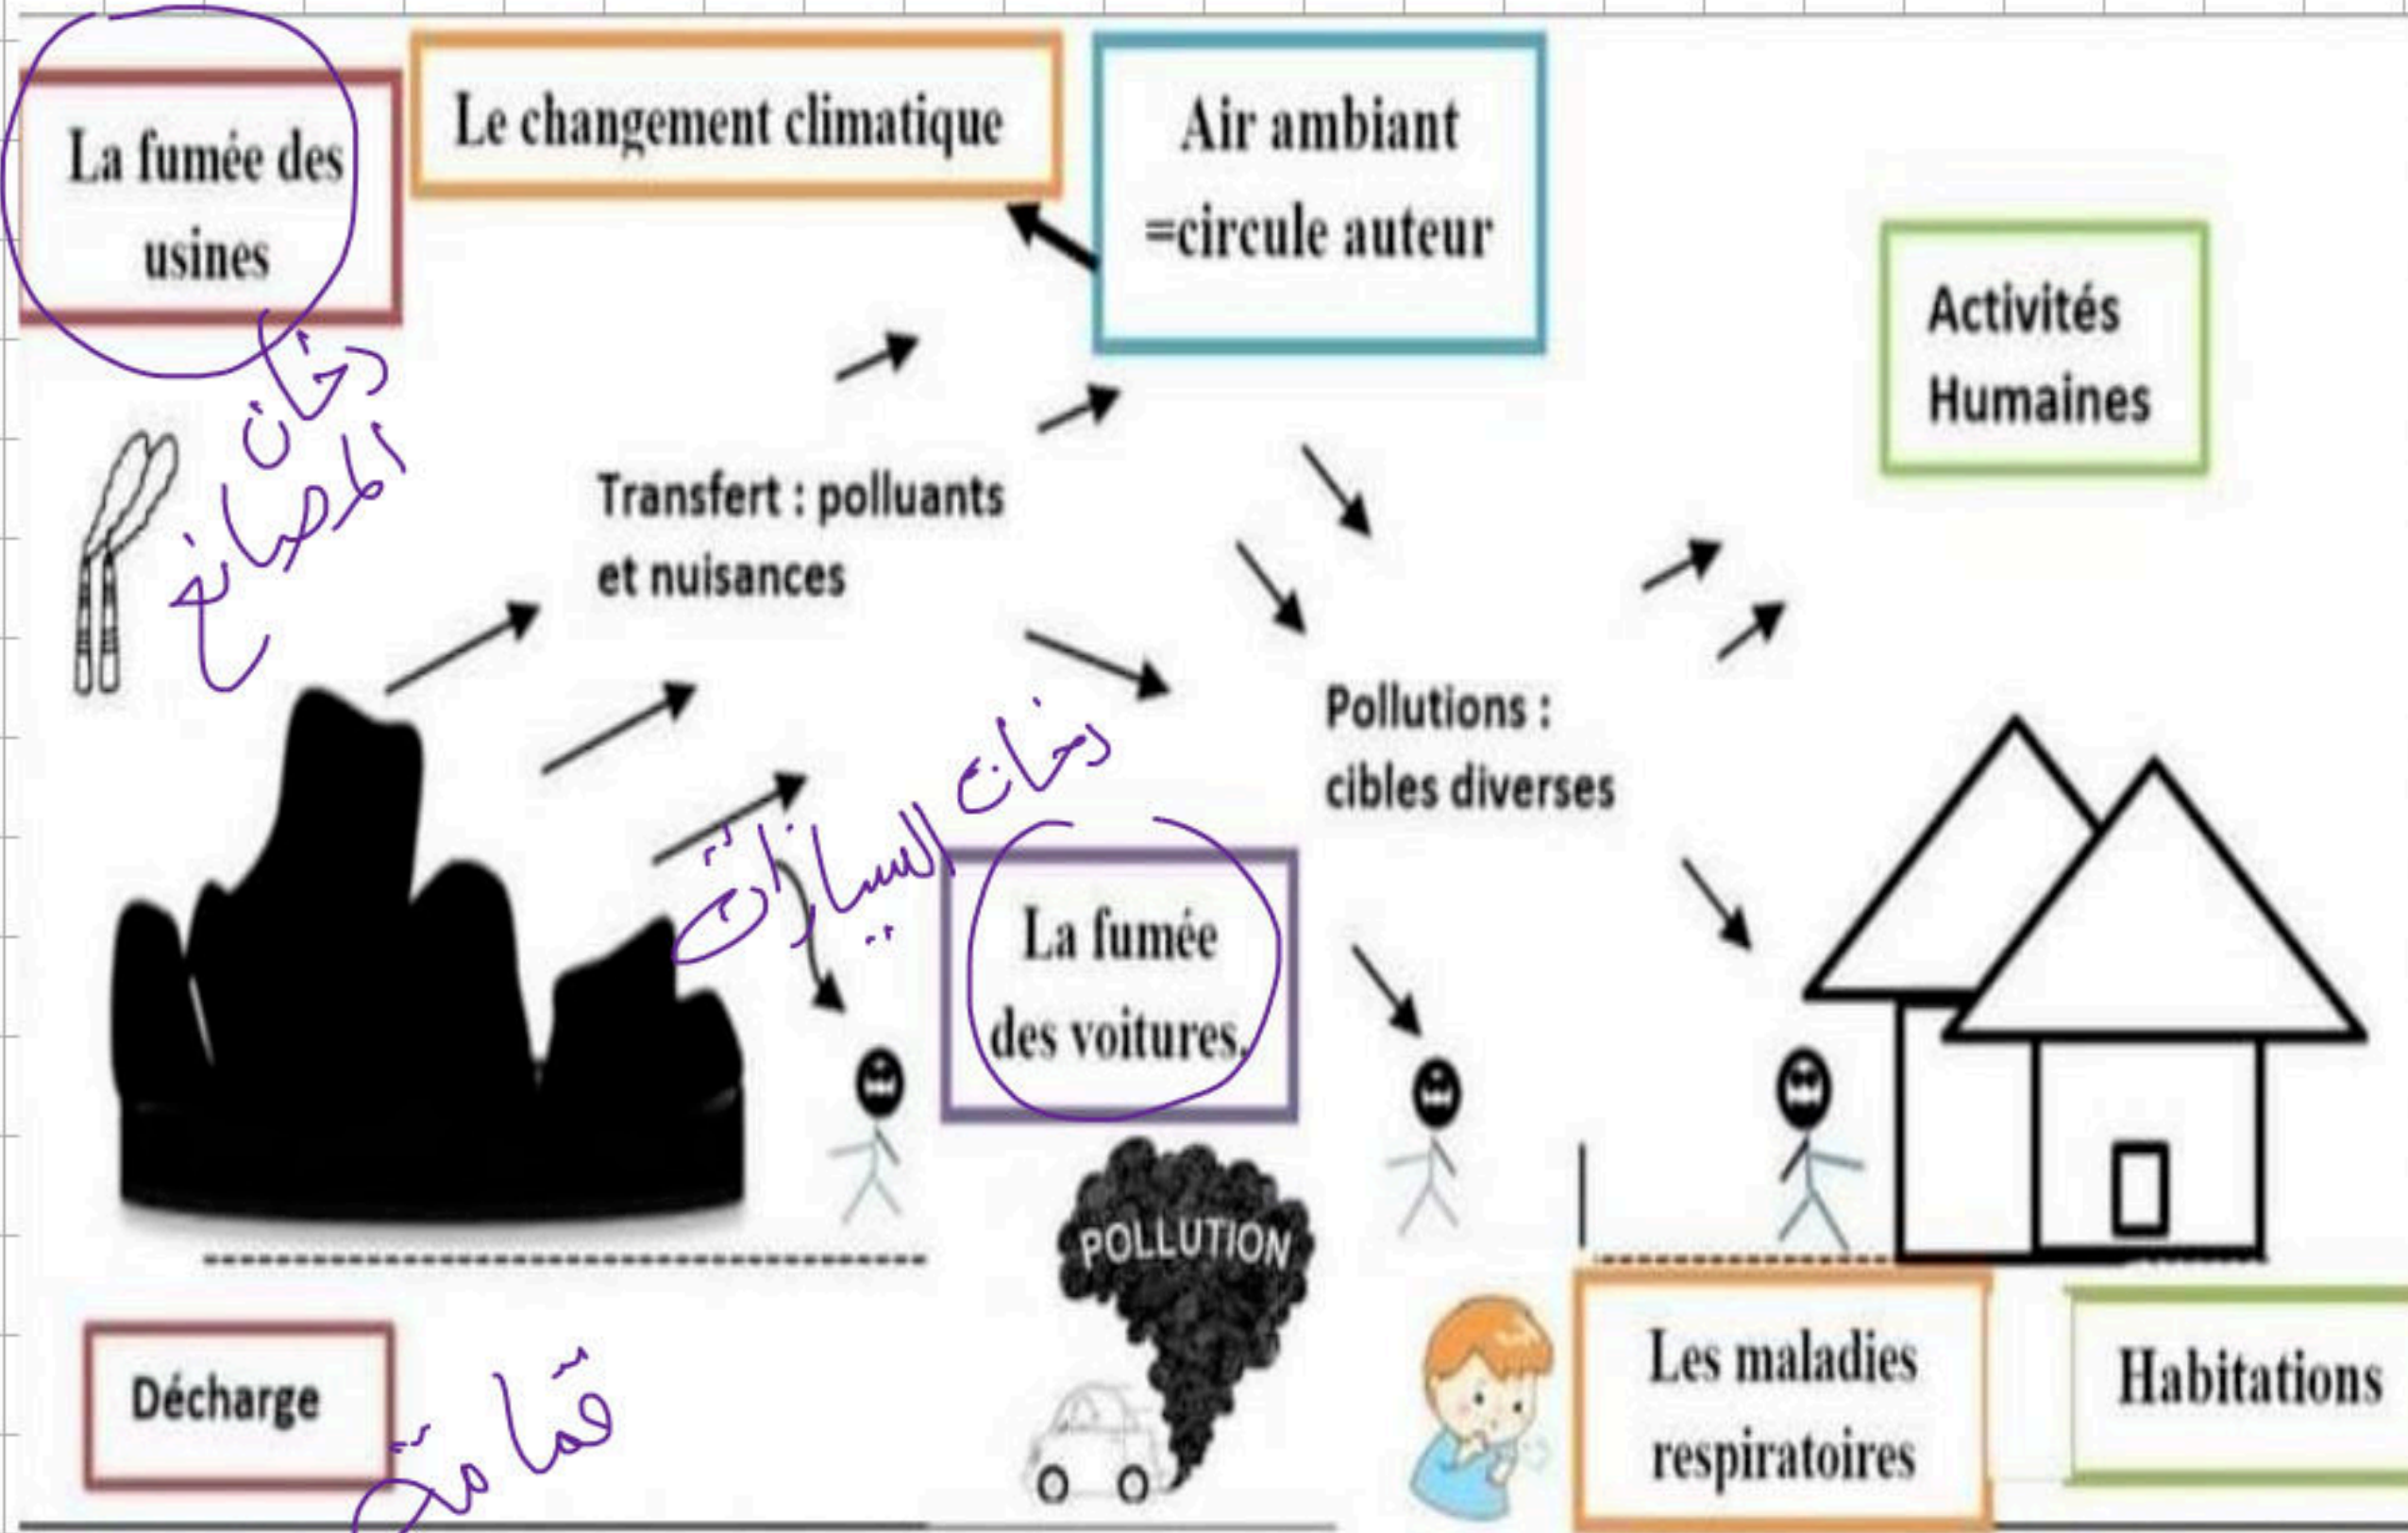 La fumée des
usines
Le changement climatique
Air ambiant
=circule auteur
Activités
Humaines
دخان
المصانع
Transfert : polluants
et nuisances
Pollutions :
cibles diverses
دخان السيارات
La fumée
des voitures.
POLLUTION
Décharge
قمامة
Les maladies
respiratoires
Habitations